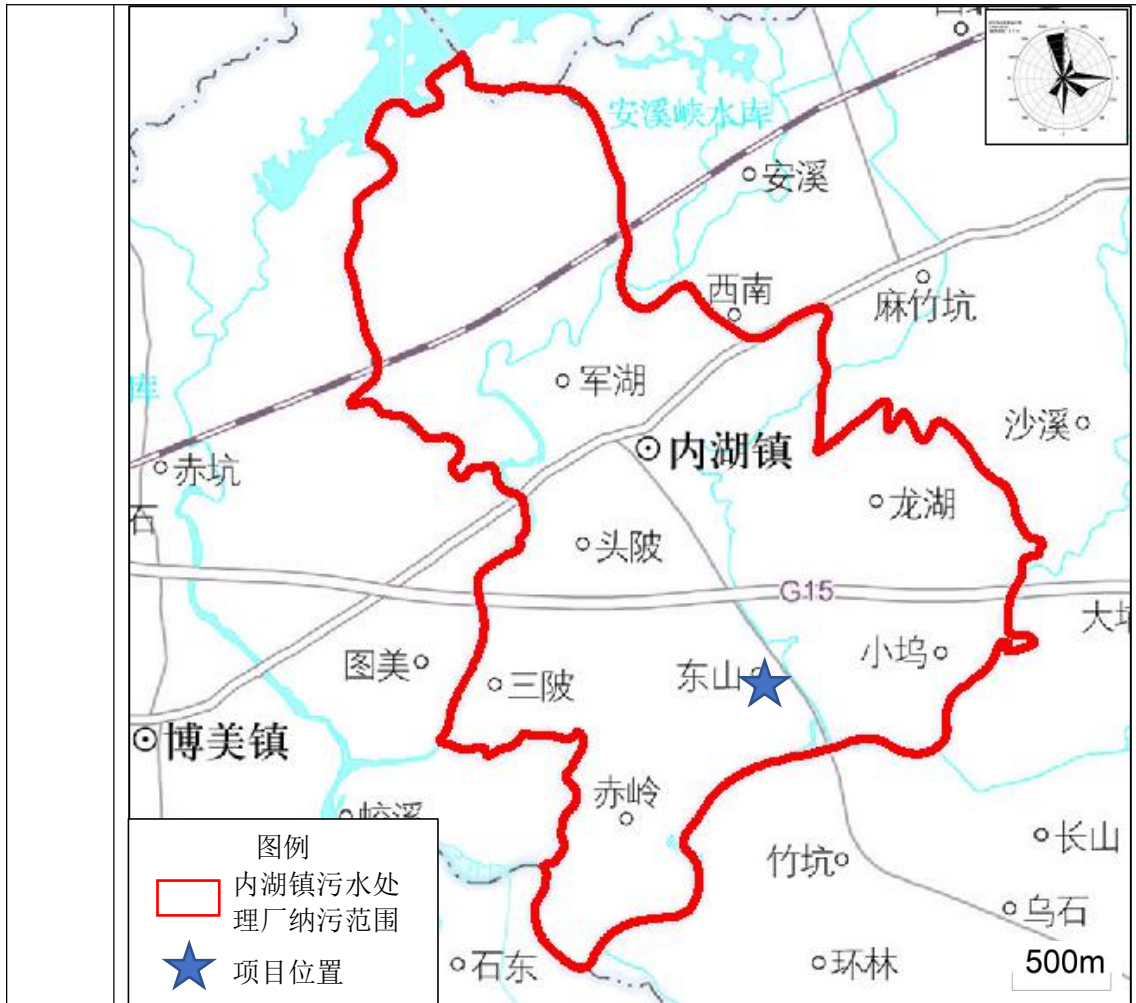 安溪峡水库
安溪
西南
麻竹坑
库
军湖
沙溪
内湖镇
赤坑
龙湖
石
头陂
G15
图美
三陂
东山
小坞
博美镇
赤岭
长山
竹坑
乌石
石东
环林
500m
图例
内湖镇污水处
理厂纳污范围
项目位置